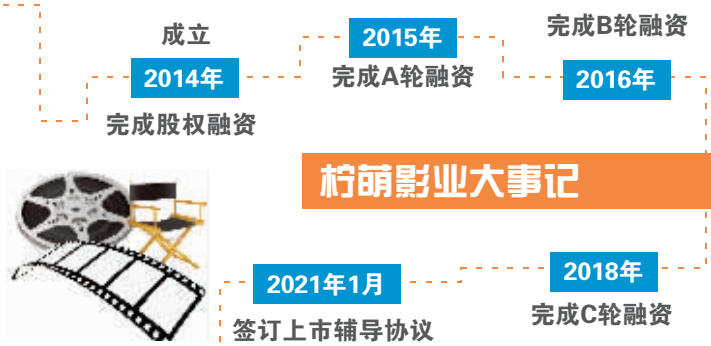 成立
2014年
完成股权融资
2015年
完成A轮融资
完成B轮融资
2016年
柠萌影业大事记
2018年
完成C轮融资
2021年1月
签订上市辅导协议